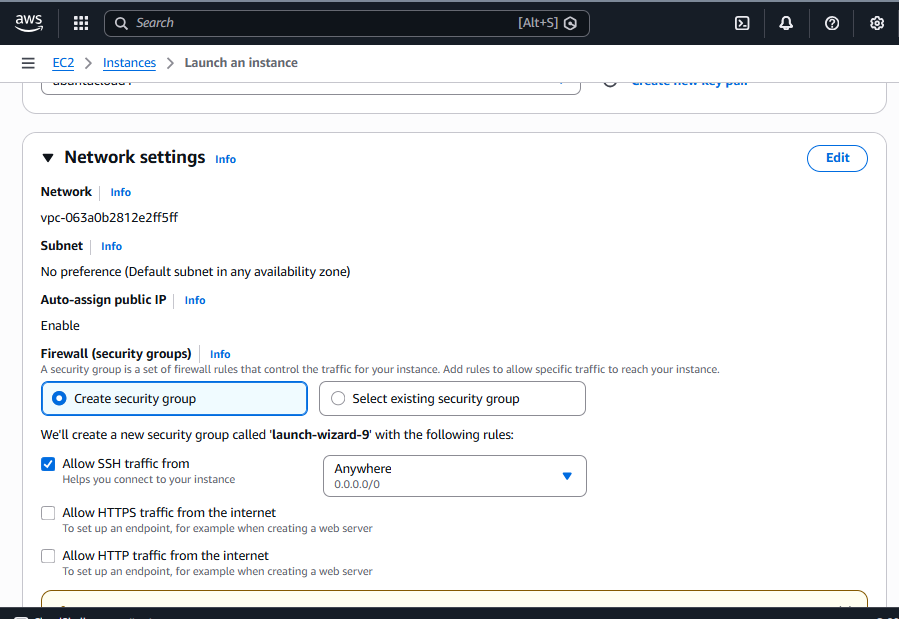 aws
Search
[Alt+S]
EC2 > Instances > Launch an instance
Create new key pair
Network settings Info
Edit
Network Info
vpc-063a0b2812e2ff5ff
Subnet Info
No preference (Default subnet in any availability zone)
Auto-assign public IP Info
Enable
Firewall (security groups) Info
A security group is a set of firewall rules that control the traffic for your instance. Add rules to allow specific traffic to reach your instance.
Create security group
Select existing security group
We'll create a new security group called 'launch-wizard-9' with the following rules:
Allow SSH traffic from
Helps you connect to your instance
Anywhere
0.0.0.0/0
Allow HTTPS traffic from the internet
To set up an endpoint, for example when creating a web server
Allow HTTP traffic from the internet
To set up an endpoint, for example when creating a web server